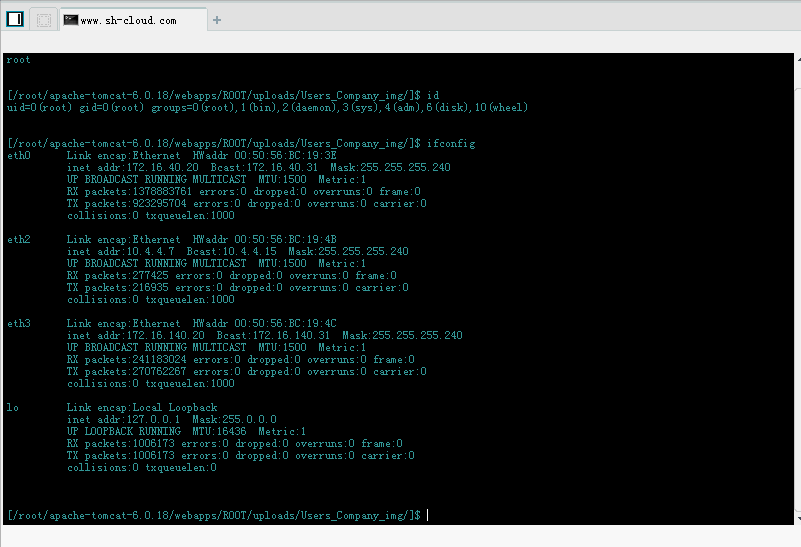 www.sh-cloud.com
root
[/root/apache-tomcat-6.0.18/webapps/ROOT/uploads/Users_Company_img/]$ id
uid=0(root) gid=0(root) groups=0(root),1(bin),2(daemon),3(sys),4(adm),6(disk),10(wheel)
[/root/apache-tomcat-6.0.18/webapps/ROOT/uploads/Users_Company_img/]$ ifconfig
eth0 Link encap:Ethernet HWaddr 00:50:56:BC:19:3E
inet addr:172.16.40.20 Bcast:172.16.40.31 Mask:255.255.255.240
UP BROADCAST RUNNING MULTICAST MTU:1500 Metric:1
RX packets:1378883761 errors:0 dropped:0 overruns:0 frame:0
TX packets:923295704 errors:0 dropped:0 overruns:0 carrier:0
collisions:0 txqueuelen:1000
eth2 Link encap:Ethernet HWaddr 00:50:56:BC:19:4B
inet addr:10.4.4.7 Bcast:10.4.4.15 Mask:255.255.255.240
UP BROADCAST RUNNING MULTICAST MTU:1500 Metric:1
RX packets:277425 errors:0 dropped:0 overruns:0 frame:0
TX packets:216935 errors:0 dropped:0 overruns:0 carrier:0
collisions:0 txqueuelen:1000
eth3 Link encap:Ethernet HWaddr 00:50:56:BC:19:4C
inet addr:172.16.140.20 Bcast:172.16.140.31 Mask:255.255.255.240
UP BROADCAST RUNNING MULTICAST MTU:1500 Metric:1
RX packets:241183024 errors:0 dropped:0 overruns:0 frame:0
TX packets:270762267 errors:0 dropped:0 overruns:0 carrier:0
collisions:0 txqueuelen:1000
lo Link encap:Local Loopback
inet addr:127.0.0.1 Mask:255.0.0.0
UP LOOPBACK RUNNING MTU:16436 Metric:1
RX packets:1006173 errors:0 dropped:0 overruns:0 frame:0
TX packets:1006173 errors:0 dropped:0 overruns:0 carrier:0
collisions:0 txqueuelen:0
[/root/apache-tomcat-6.0.18/webapps/ROOT/uploads/Users_Company_img/]$